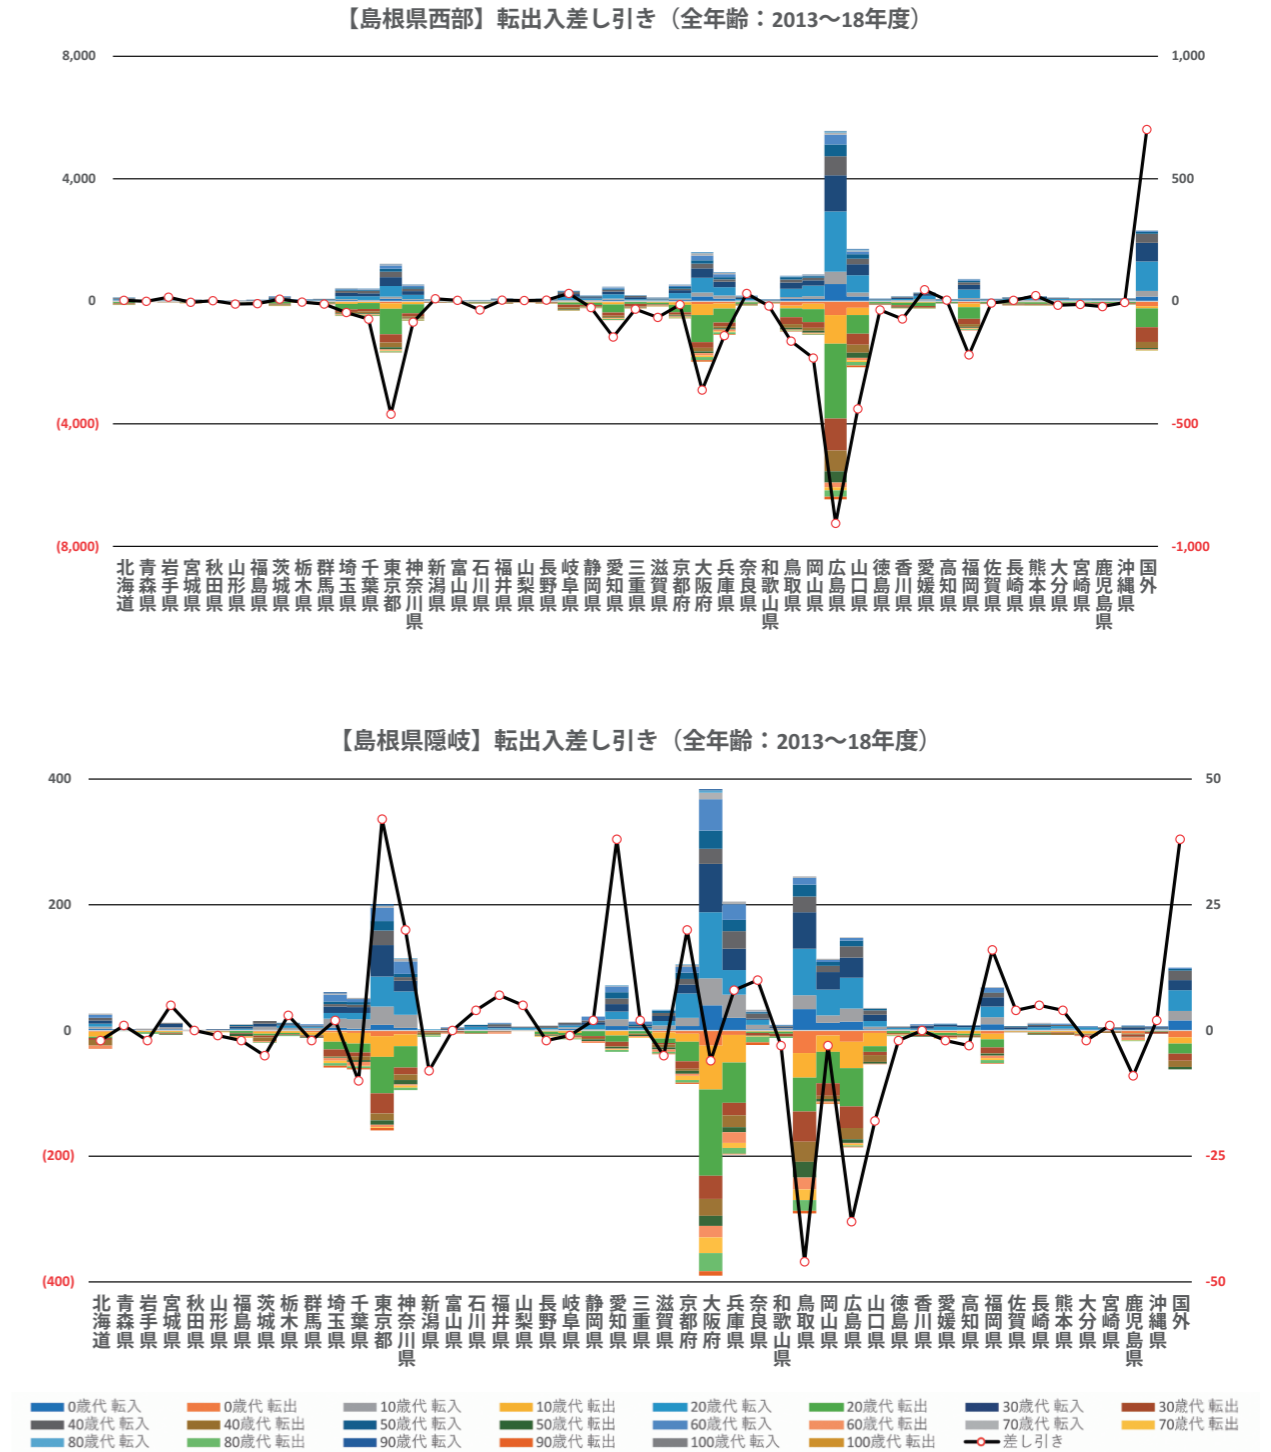 【島根県西部】転出入差し引き（全年齢：2013〜18年度）
8,000
4,000
0
(4,000)
(8,000)
1,000
500
0
-500
-1,000
北海道
青森県
岩手県
宮城県
秋田県
山形県
福島県
茨城県
栃木県
群馬県
埼玉県
千葉県
東京都
神奈川県
新潟県
富山県
石川県
福井県
山梨県
長野県
岐阜県
静岡県
愛知県
三重県
滋賀県
京都府
大阪府
兵庫県
奈良県
和歌山県
鳥取県
岡山県
広島県
山口県
徳島県
香川県
愛媛県
高知県
福岡県
佐賀県
長崎県
熊本県
大分県
宮崎県
鹿児島県
沖縄県
国外
【島根県隠岐】転出入差し引き（全年齢：2013〜18年度）
400
200
0
(200)
(400)
50
25
0
-25
-50
北海道
青森県
岩手県
宮城県
秋田県
山形県
福島県
茨城県
栃木県
群馬県
埼玉県
千葉県
東京都
神奈川県
新潟県
富山県
石川県
福井県
山梨県
長野県
岐阜県
静岡県
愛知県
三重県
滋賀県
京都府
大阪府
兵庫県
奈良県
和歌山県
鳥取県
岡山県
広島県
山口県
徳島県
香川県
愛媛県
高知県
福岡県
佐賀県
長崎県
熊本県
大分県
宮崎県
鹿児島県
沖縄県
国外
0歳代 転入 0歳代 転出 10歳代 転入 10歳代 転出 20歳代 転入 20歳代 転出 30歳代 転入 30歳代 転出
40歳代 転入 40歳代 転出 50歳代 転入 50歳代 転出 60歳代 転入 60歳代 転出 70歳代 転入 70歳代 転出
80歳代 転入 80歳代 転出 90歳代 転入 90歳代 転出 100歳代 転入 100歳代 転出 差し引き